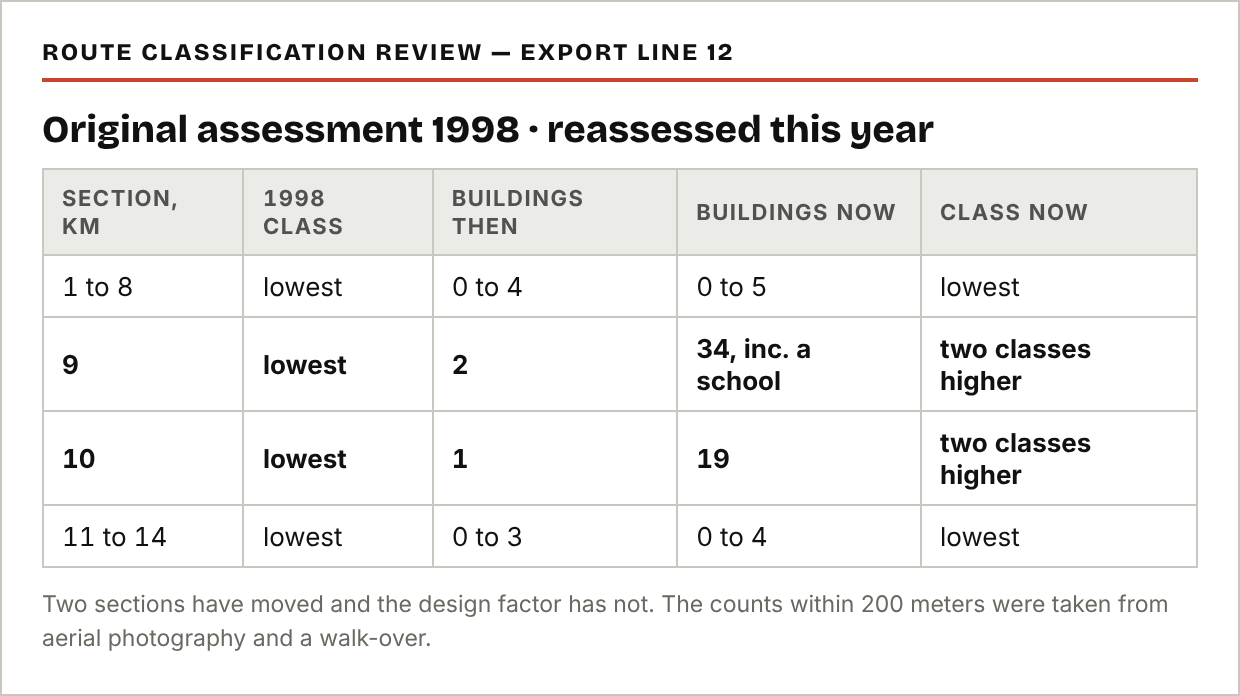 ROUTE CLASSIFICATION REVIEW — EXPORT LINE 12
Original assessment 1998 · reassessed this year
SECTION, KM
1998 CLASS
BUILDINGS THEN
BUILDINGS NOW
CLASS NOW
1 to 8
lowest
0 to 4
0 to 5
lowest
9
lowest
2
34, inc. a school
two classes higher
10
lowest
1
19
two classes higher
11 to 14
lowest
0 to 3
0 to 4
lowest
Two sections have moved and the design factor has not. The counts within 200 meters were taken from
aerial photography and a walk-over.